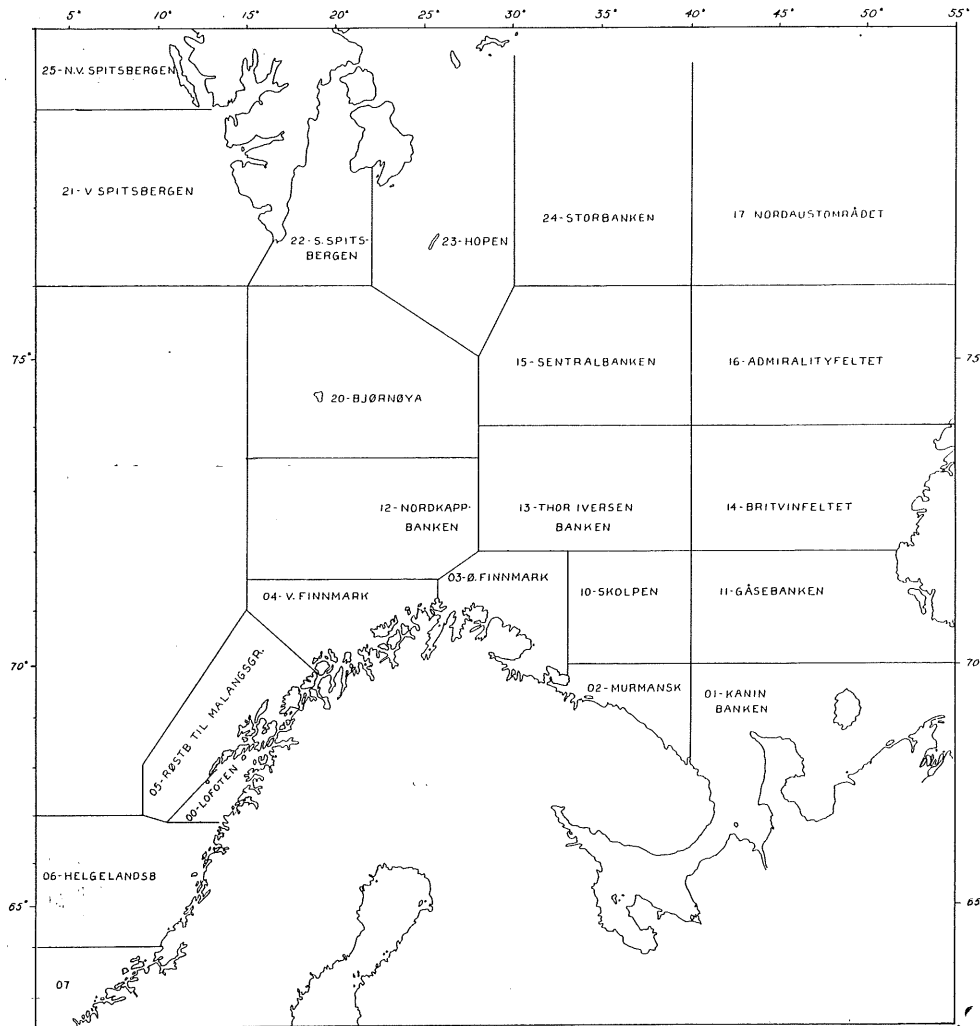 5° 10° 15° 20° 25° 30° 35° 40° 45° 50° 55°
25-N.V. SPITSBERGEN
21-V SPITSBERGEN
22-S. SPITS-
BERGEN
23-HOPEN
24-STORBANKEN
17 NORDAUSTOMRÅDET
75°
75°
15-SENTRALBANKEN
16-ADMIRALITYFELTET
20-BJØRNØYA
12-NORDKAPP-
BANKEN
13-THOR IVERSEN
BANKEN
14-BRITVINFELTET
04-V. FINNMARK
03-Ø. FINNMARK
10-SKOLPEN
11-GÅSEBANKEN
70°
70°
05-RØSTB TIL MALANGSGR.
02-MURMANSK
01-KANIN
BANKEN
00-LOFOTEN
06-HELGELANDSB
65°
65°
07